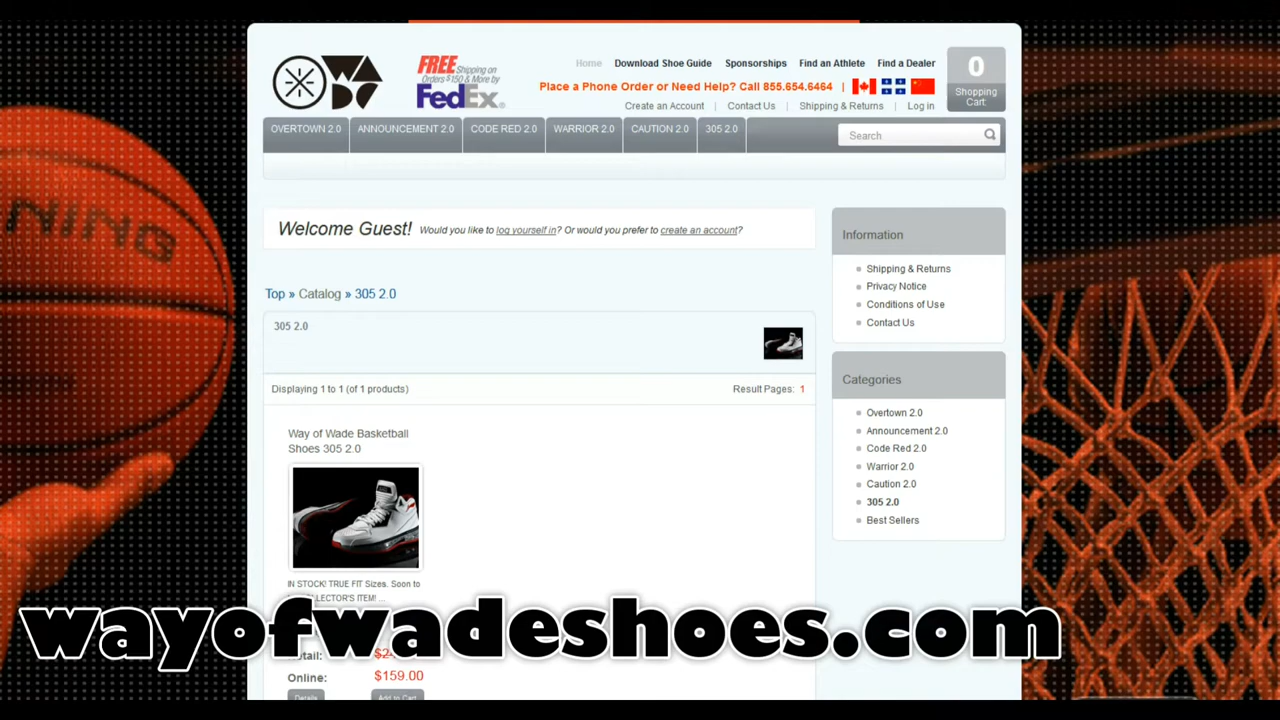 FREE Shipping on
Orders $150 & More by
FedEx
Home Download Shoe Guide Sponsorships Find an Athlete Find a Dealer
Place a Phone Order or Need Help? Call 855.654.6464 |
Create an Account | Contact Us | Shipping & Returns | Log in
0
Shopping
Cart
OVERTOWN 2.0 ANNOUNCEMENT 2.0 CODE RED 2.0 WARRIOR 2.0 CAUTION 2.0 305 2.0
Search
NING
Welcome Guest! Would you like to log yourself in? Or would you prefer to create an account?
Top » Catalog » 305 2.0
305 2.0
Displaying 1 to 1 (of 1 products) Result Pages: 1
Way of Wade Basketball
Shoes 305 2.0
IN STOCK! TRUE FIT Sizes. Soon to
ITEM! ...
Online: $159.00
Details Add to Cart
Information
Shipping & Returns
Privacy Notice
Conditions of Use
Contact Us
Categories
Overtown 2.0
Announcement 2.0
Code Red 2.0
Warrior 2.0
Caution 2.0
305 2.0
Best Sellers
wayofwadeshoes.com